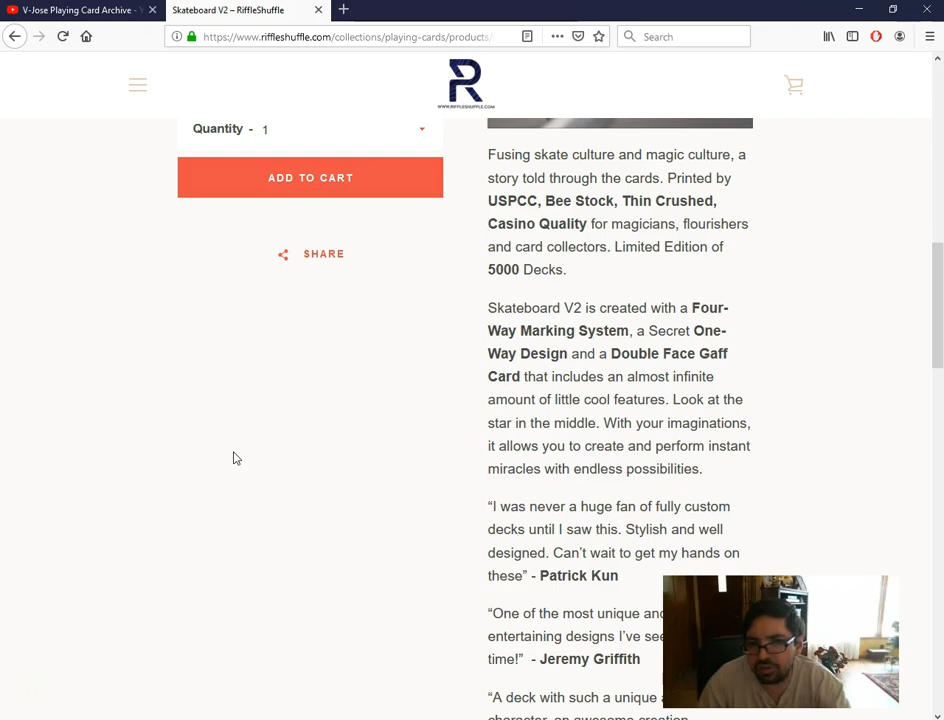 V-Jose Playing Card Archive - Y
Skateboard V2 – RiffleShuffle
https://www.riffleshuffle.com/collections/playing-cards/products/
Search
R
WWW.RIFFLESHUFFLE.COM
Quantity - 1
ADD TO CART
SHARE
Fusing skate culture and magic culture, a
story told through the cards. Printed by
USPCC, Bee Stock, Thin Crushed,
Casino Quality for magicians, flourishers
and card collectors. Limited Edition of
5000 Decks.
Skateboard V2 is created with a Four-
Way Marking System, a Secret One-
Way Design and a Double Face Gaff
Card that includes an almost infinite
amount of little cool features. Look at the
star in the middle. With your imaginations,
it allows you to create and perform instant
miracles with endless possibilities.
“I was never a huge fan of fully custom
decks until I saw this. Stylish and well
designed. Can’t wait to get my hands on
these” - Patrick Kun
“One of the most unique and
entertaining designs I’ve see
time!” - Jeremy Griffith
“A deck with such a unique
character, an awesome creation